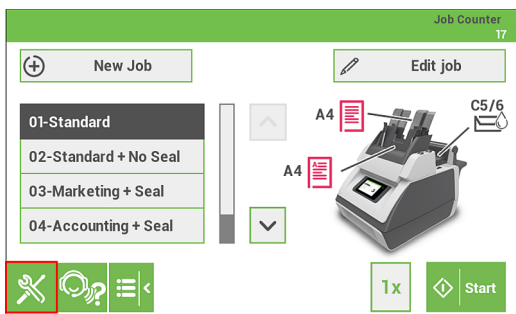 Job Counter
17
New Job
Edit job
01-Standard
02-Standard + No Seal
03-Marketing + Seal
04-Accounting + Seal
A4
C5/6
A4
?
1x
Start